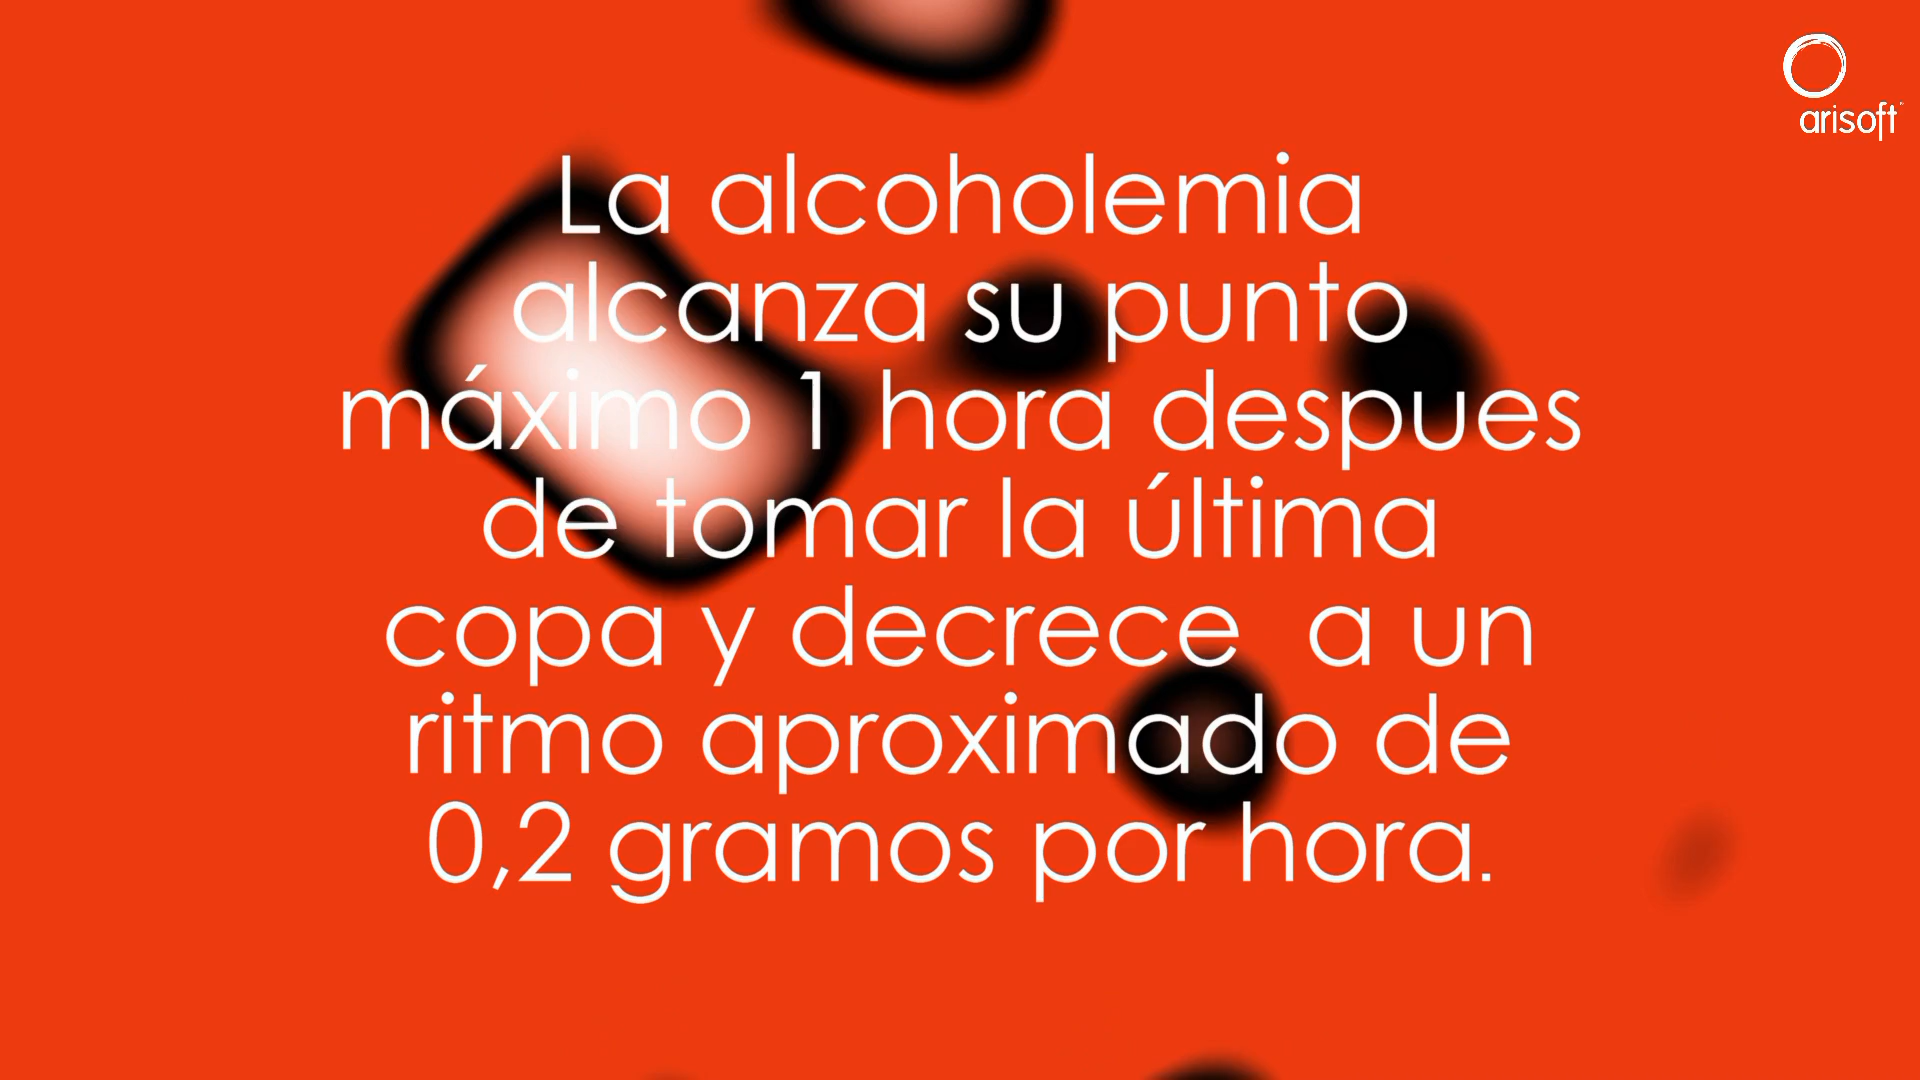 arisoft
La alcoholemia
alcanza su punto
máximo 1 hora despues
de tomar la última
copa y decrece  a un
ritmo aproximado de
0,2 gramos por hora.